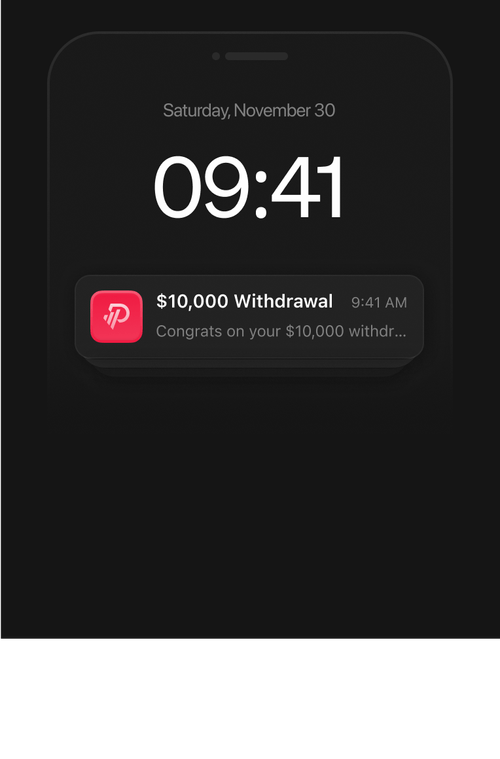 Saturday, November 30
09:41
$10,000 Withdrawal 9:41 AM
Congrats on your $10,000 withdr...